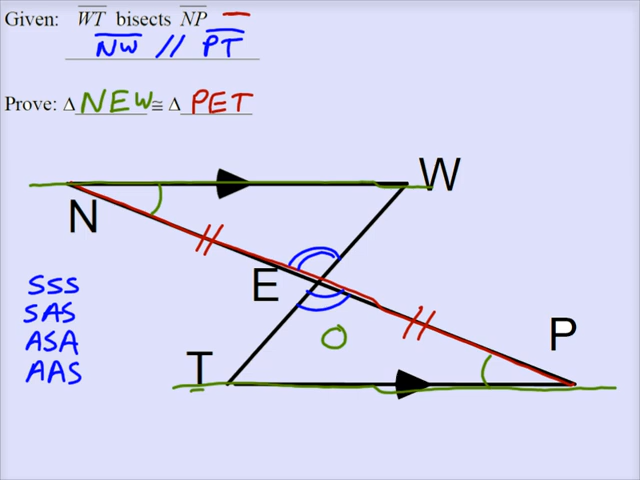 Given: WT bisects NP
NW // PT
Prove: Δ NEW ≅ Δ PET
W
N
E
SSS
SAS
P
ASA
T
AAS